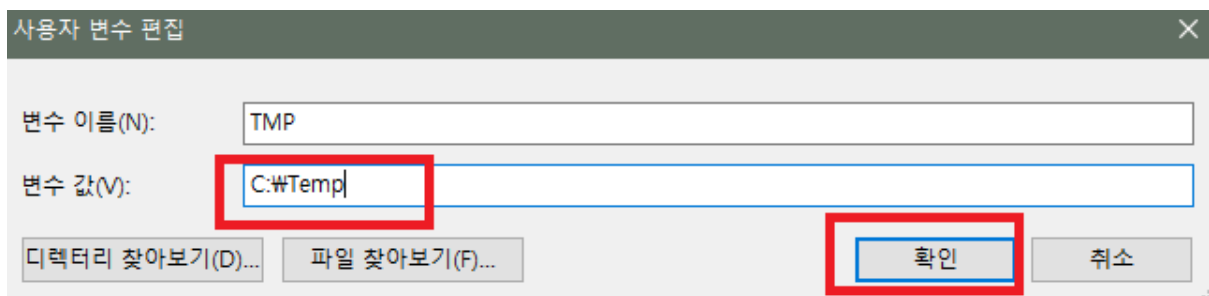 사용자 변수 편집
변수 이름(N): TMP
변수 값(V): C:₩Temp
디렉터리 찾아보기(D)... 파일 찾아보기(F)... 확인 취소